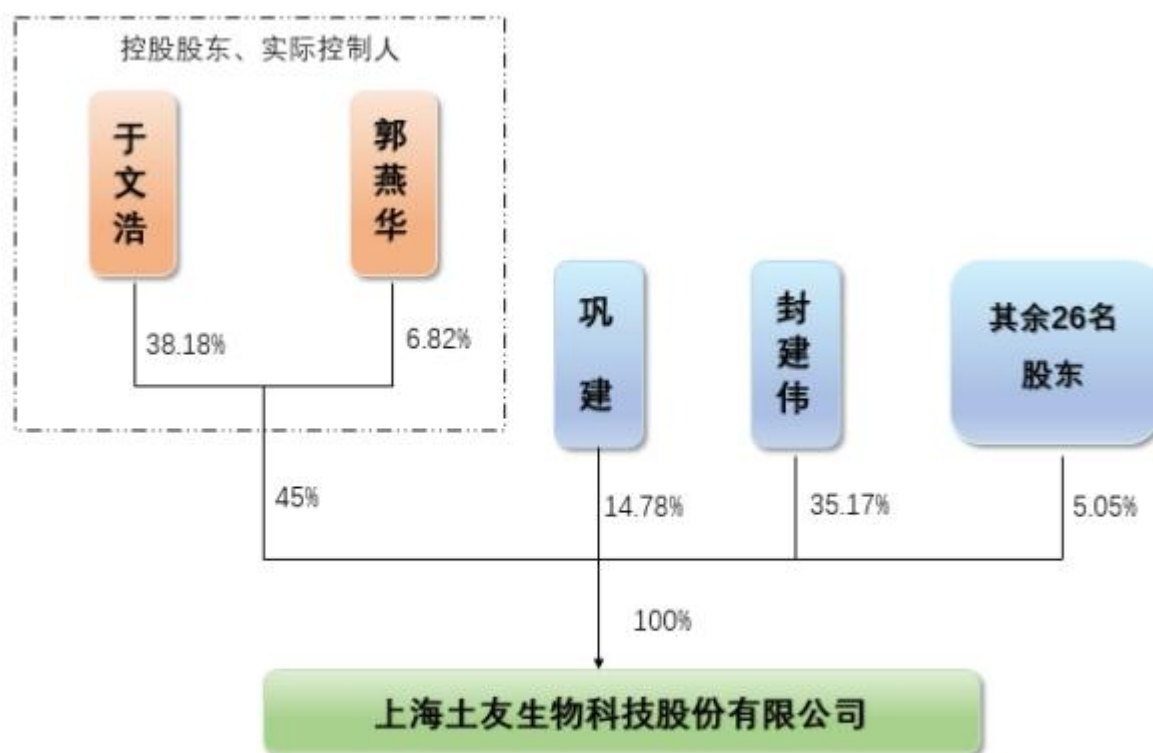 控股股东、实际控制人
于文浩
郭燕华
38.18%
6.82%
巩建
封建伟
其余26名
股东
45%
14.78%
35.17%
5.05%
100%
上海土友生物科技股份有限公司